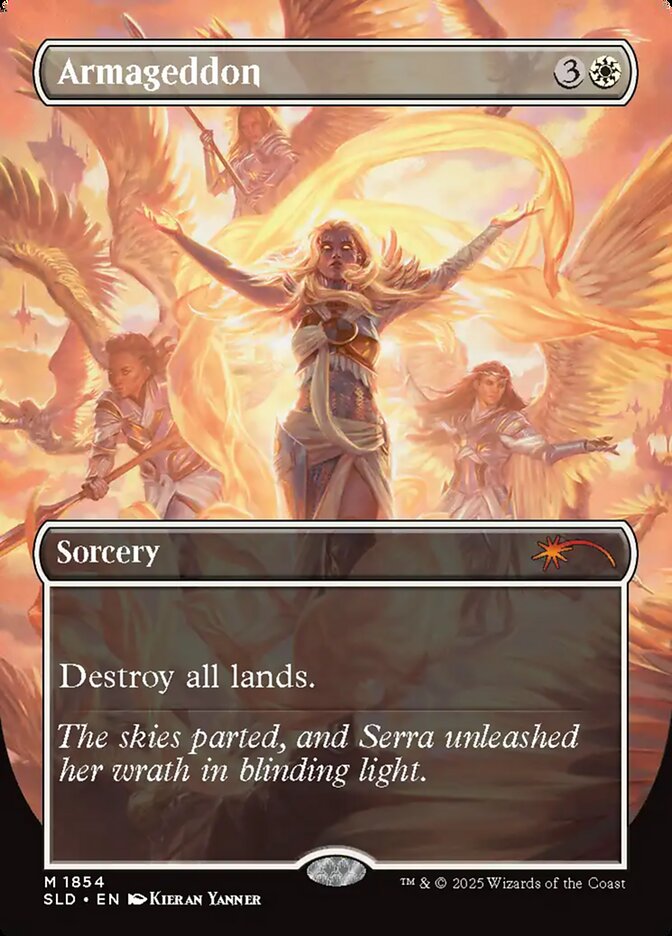 Armageddon 3
Sorcery
Destroy all lands.
The skies parted, and Serra unleashed
her wrath in blinding light.
M 1854
SLD • EN Kieran Yanner
™ & © 2025 Wizards of the Coast